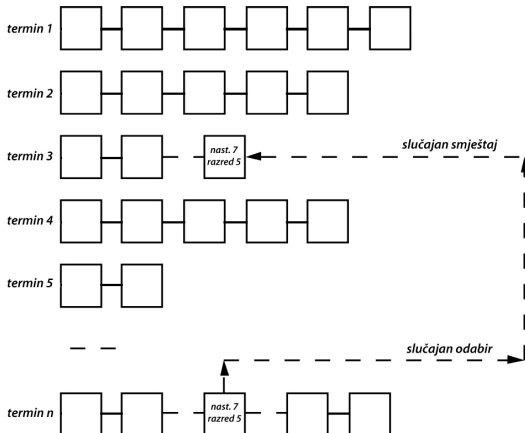 termin 1
termin 2
termin 3
nast. 7
razred 5
slučajan smještaj
termin 4
termin 5
slučajan odabir
termin n
nast. 7
razred 5